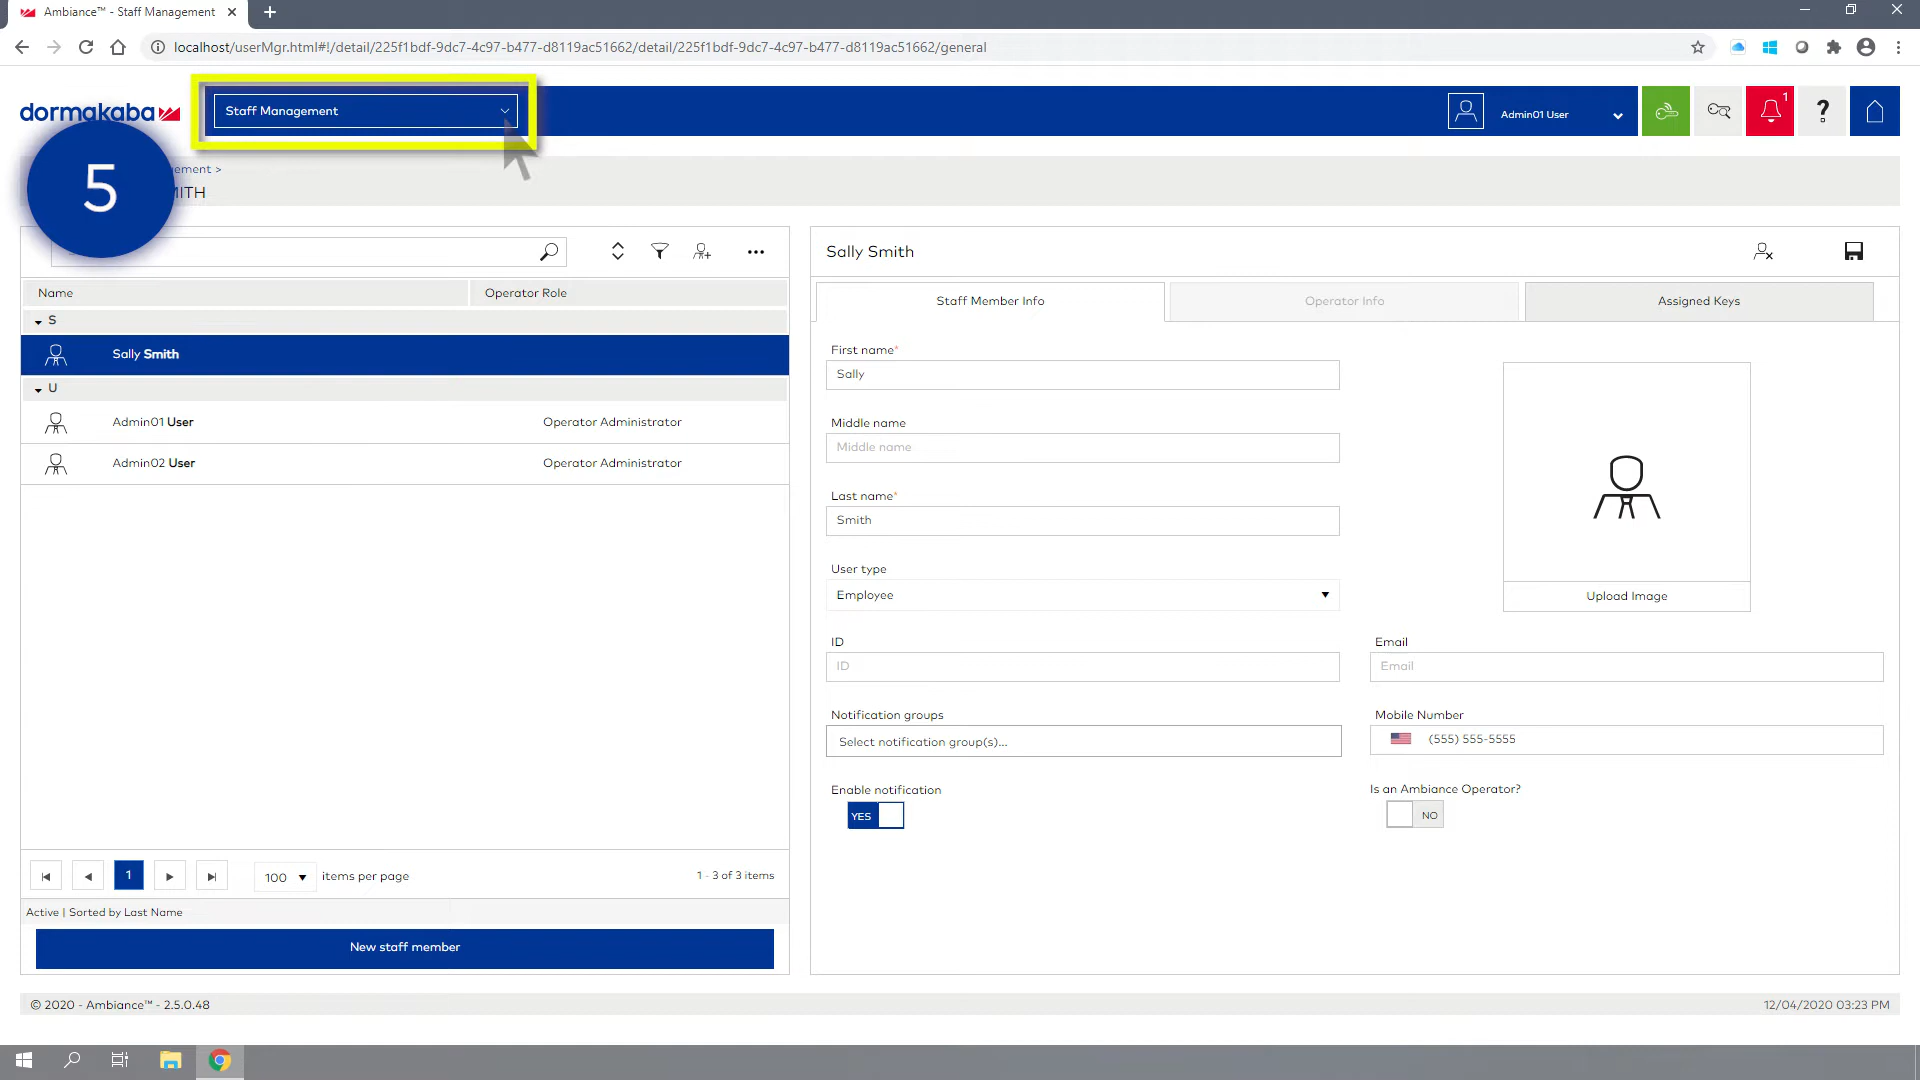 Ambiance™ - Staff Management
localhost/userMgr.html#!/detail/225f1bdf-9dc7-4c97-b477-d8119ac51662/detail/225f1bdf-9dc7-4c97-b477-d8119ac51662/general
dormakaba
Staff Management
Admin01 User
1
?
5
ement >
MITH
Name
Operator Role
S
Sally Smith
U
Admin01 User
Operator Administrator
Admin02 User
Operator Administrator
1
100
items per page
1 - 3 of 3 items
Active | Sorted by Last Name
New staff member
Sally Smith
Staff Member Info
Operator Info
Assigned Keys
First name*
Sally
Middle name
Middle name
Last name*
Smith
User type
Employee
Upload Image
ID
ID
Email
Email
Notification groups
Select notification group(s)...
Mobile Number
(555) 555-5555
Enable notification
YES
Is an Ambiance Operator?
NO
© 2020 - Ambiance™ - 2.5.0.48
12/04/2020 03:23 PM